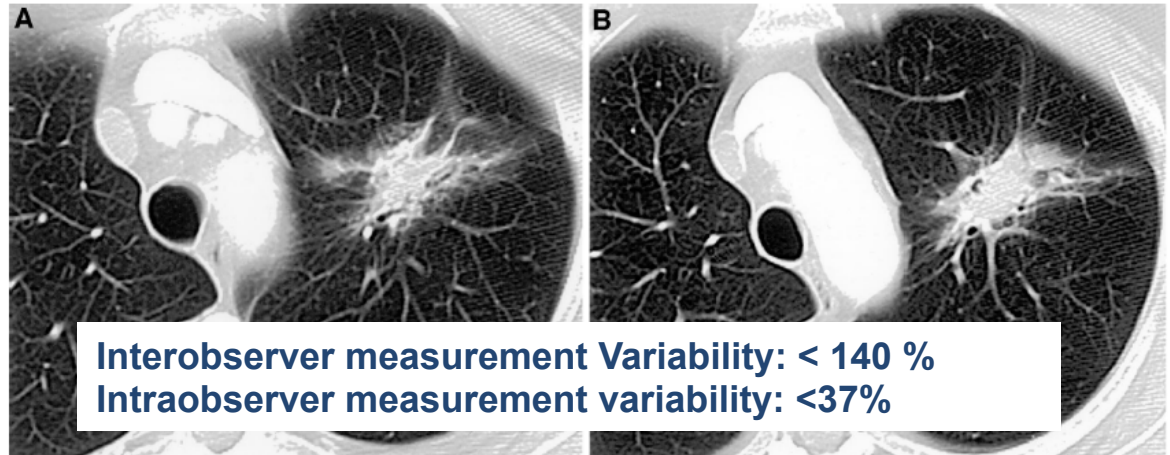 A
B
Interobserver measurement Variability: < 140 %
Intraobserver measurement variability: <37%